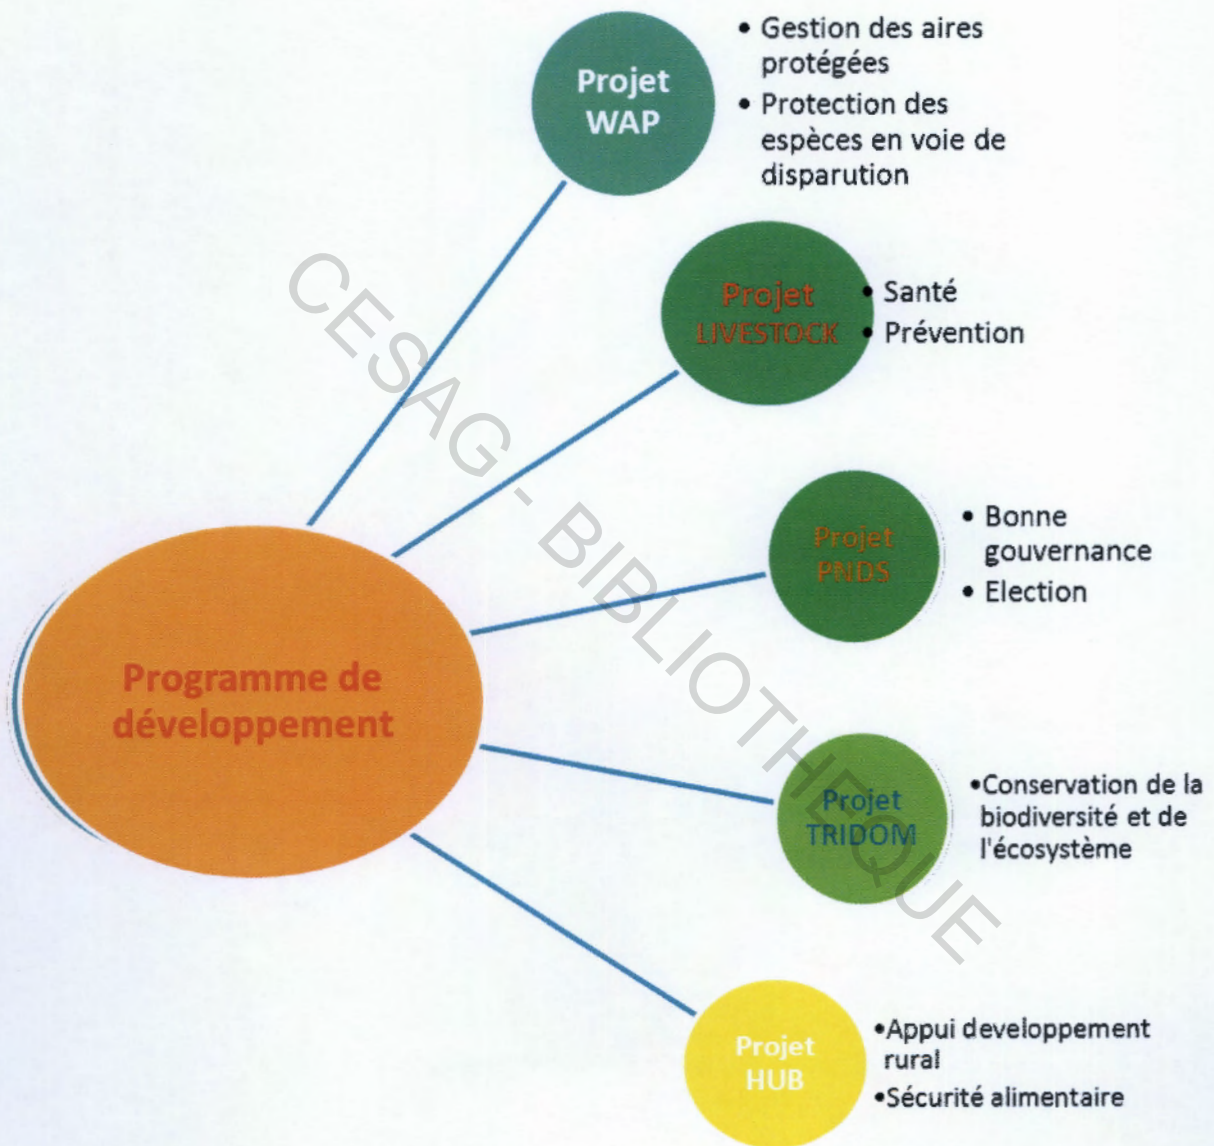 Projet
WAP
• Gestion des aires
protégées
• Protection des
espèces en voie de
disparution
Projet
LIVESTOCK
• Santé
• Prévention
Projet
PNDS
• Bonne
gouvernance
• Election
Programme de
développement
Projet
TRIDOM
•Conservation de la
biodiversité et de
l'écosystème
Projet
HUB
•Appui developpement
rural
•Sécurité alimentaire
CESAG - BIBLIOTHEQUE